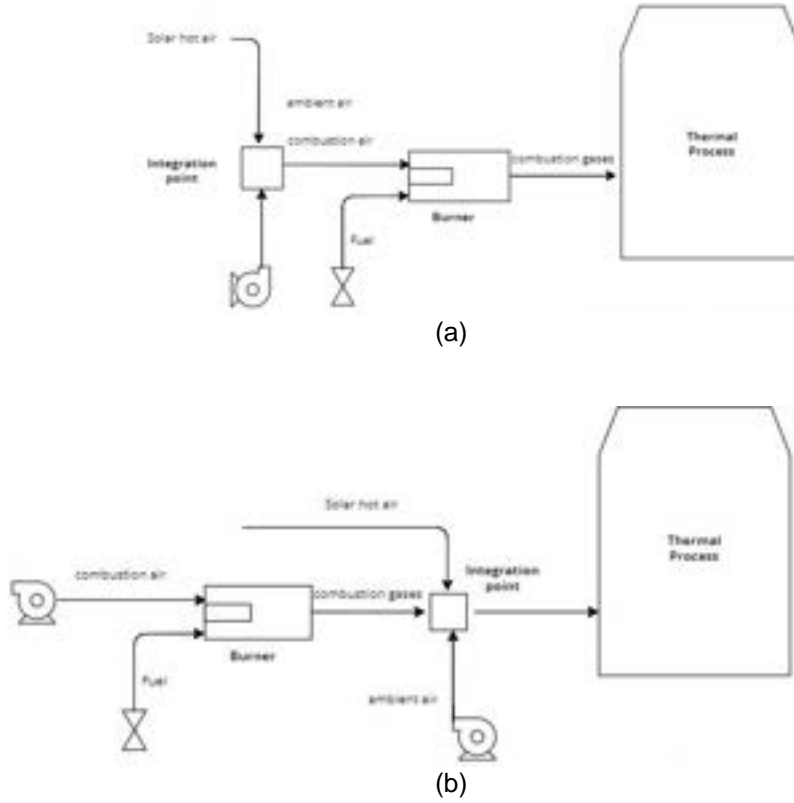 Solar hot air
ambient air
combustion air
Integration
point
combustion gases
Thermal
Process
Burner
Fuel
(a)
Solar hot air
Thermal
Process
combustion air
Integration
point
combustion gases
Burner
Fuel
ambient air
(b)